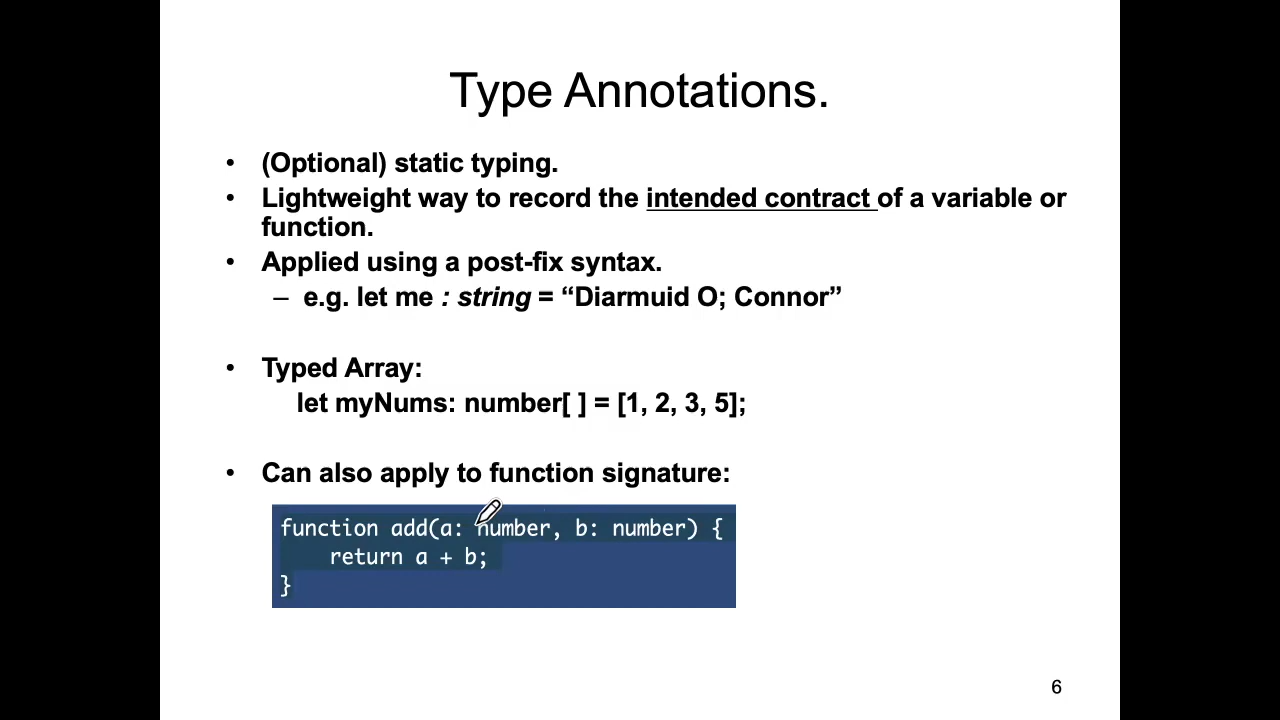 Type Annotations.
• (Optional) static typing.
• Lightweight way to record the intended contract of a variable or
function.
• Applied using a post-fix syntax.
– e.g. let me : string = “Diarmuid O; Connor”
• Typed Array:
let myNums: number[ ] = [1, 2, 3, 5];
• Can also apply to function signature:
function add(a: number, b: number) {
return a + b;
}
6